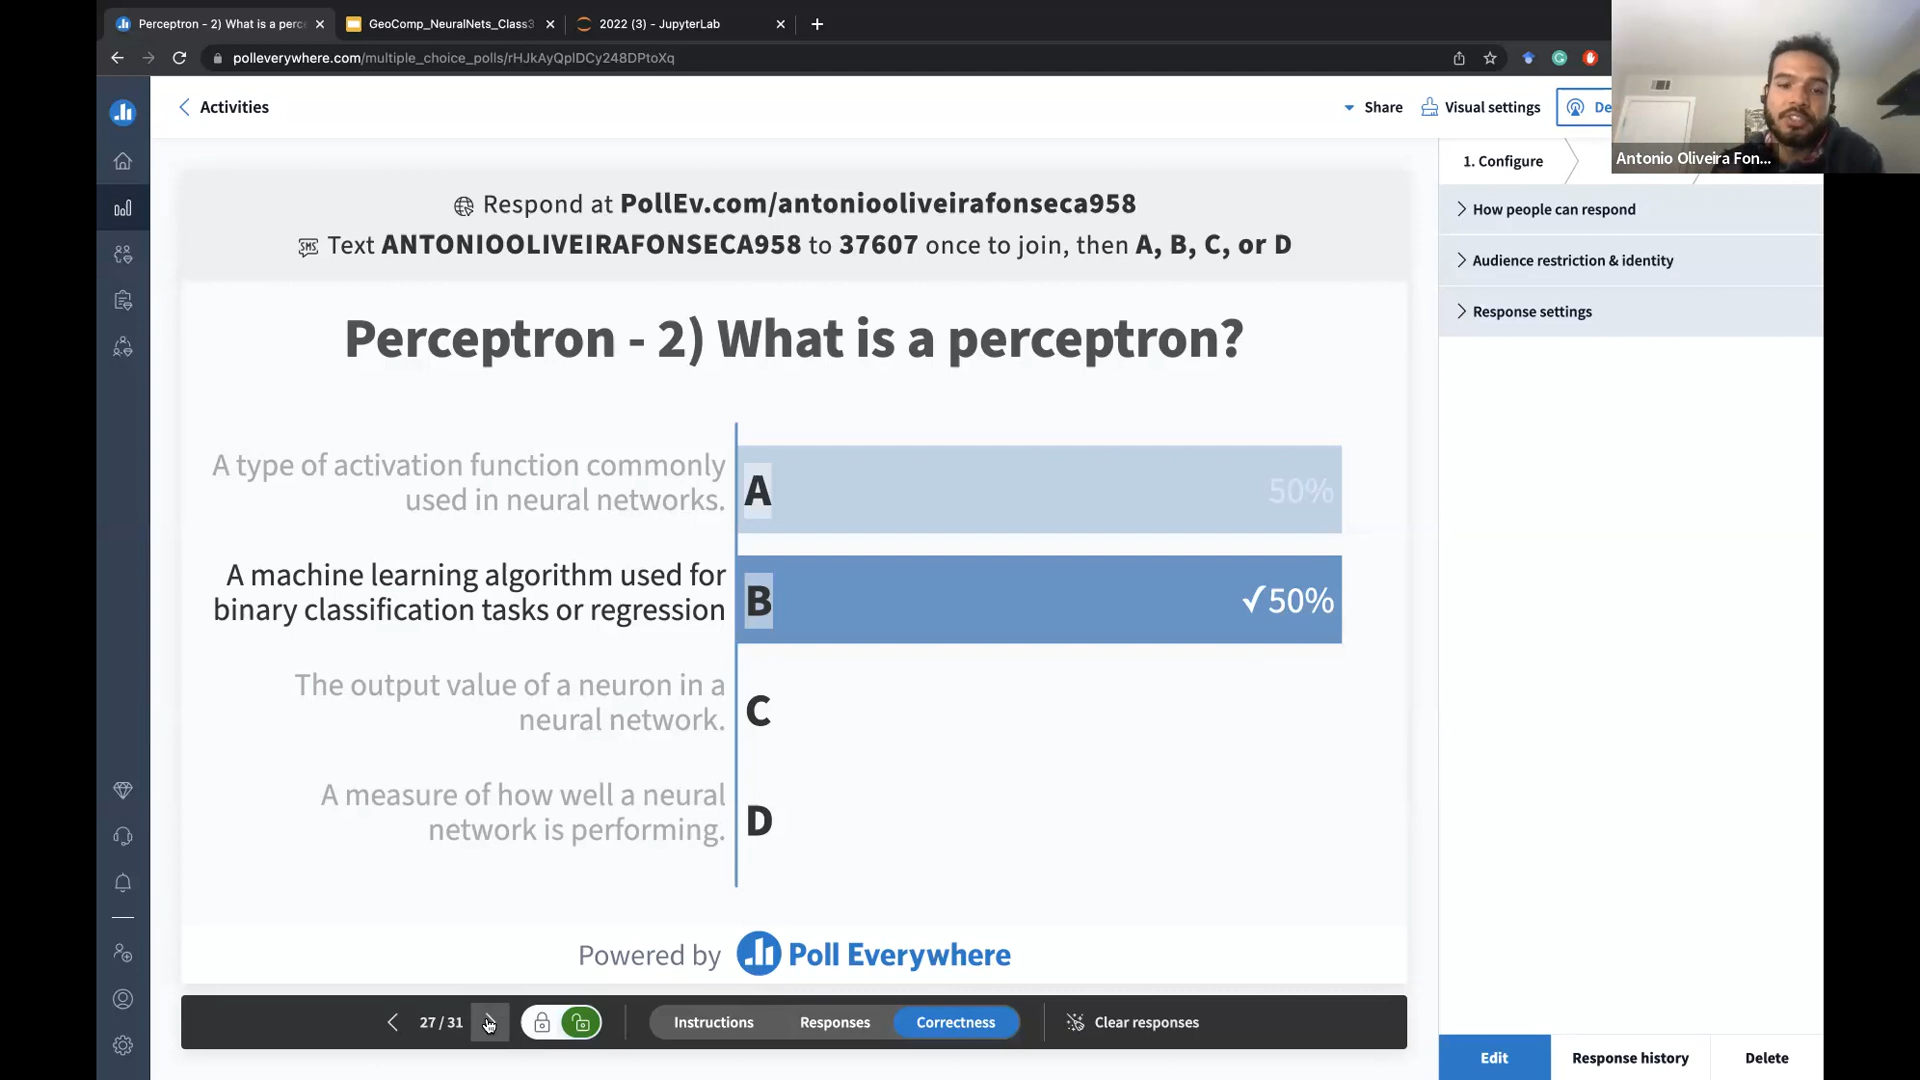 Perceptron - 2) What is a perc
GeoComp_NeuralNets_Class3
2022 (3) - JupyterLab
polleverywhere.com/multiple_choice_polls/rHJkAyQpIDCy248DPtoXq
Activities
Share
Visual settings
De
Antonio Oliveira Fon...
1. Configure
How people can respond
Audience restriction & identity
Response settings
Respond at PollEv.com/antoniooliveirafonseca958
Text ANTONIOOLIVEIRAFONSECA958 to 37607 once to join, then A, B, C, or D
Perceptron - 2) What is a perceptron?
A type of activation function commonly
used in neural networks.
A
50%
A machine learning algorithm used for
binary classification tasks or regression
B
✓50%
The output value of a neuron in a
neural network.
C
A measure of how well a neural
network is performing.
D
Powered by Poll Everywhere
27 / 31
Instructions
Responses
Correctness
Clear responses
Edit
Response history
Delete